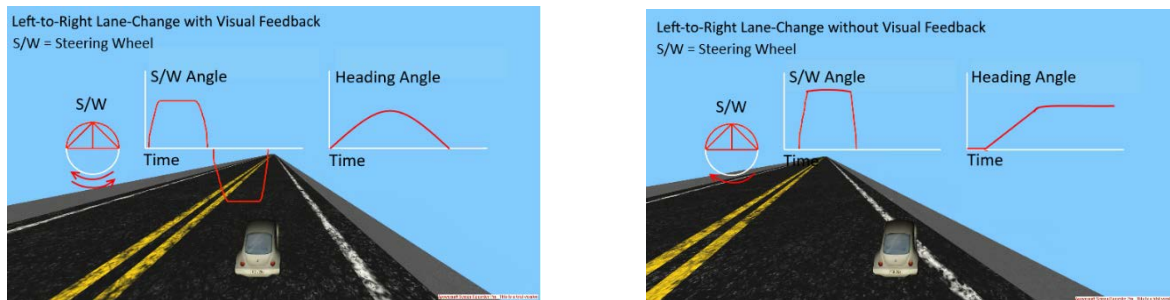 Left-to-Right Lane-Change with Visual Feedback
S/W = Steering Wheel
S/W Angle
Heading Angle
S/W
Time
Time
Left-to-Right Lane-Change without Visual Feedback
S/W = Steering Wheel
S/W Angle
Heading Angle
S/W
Time
Time